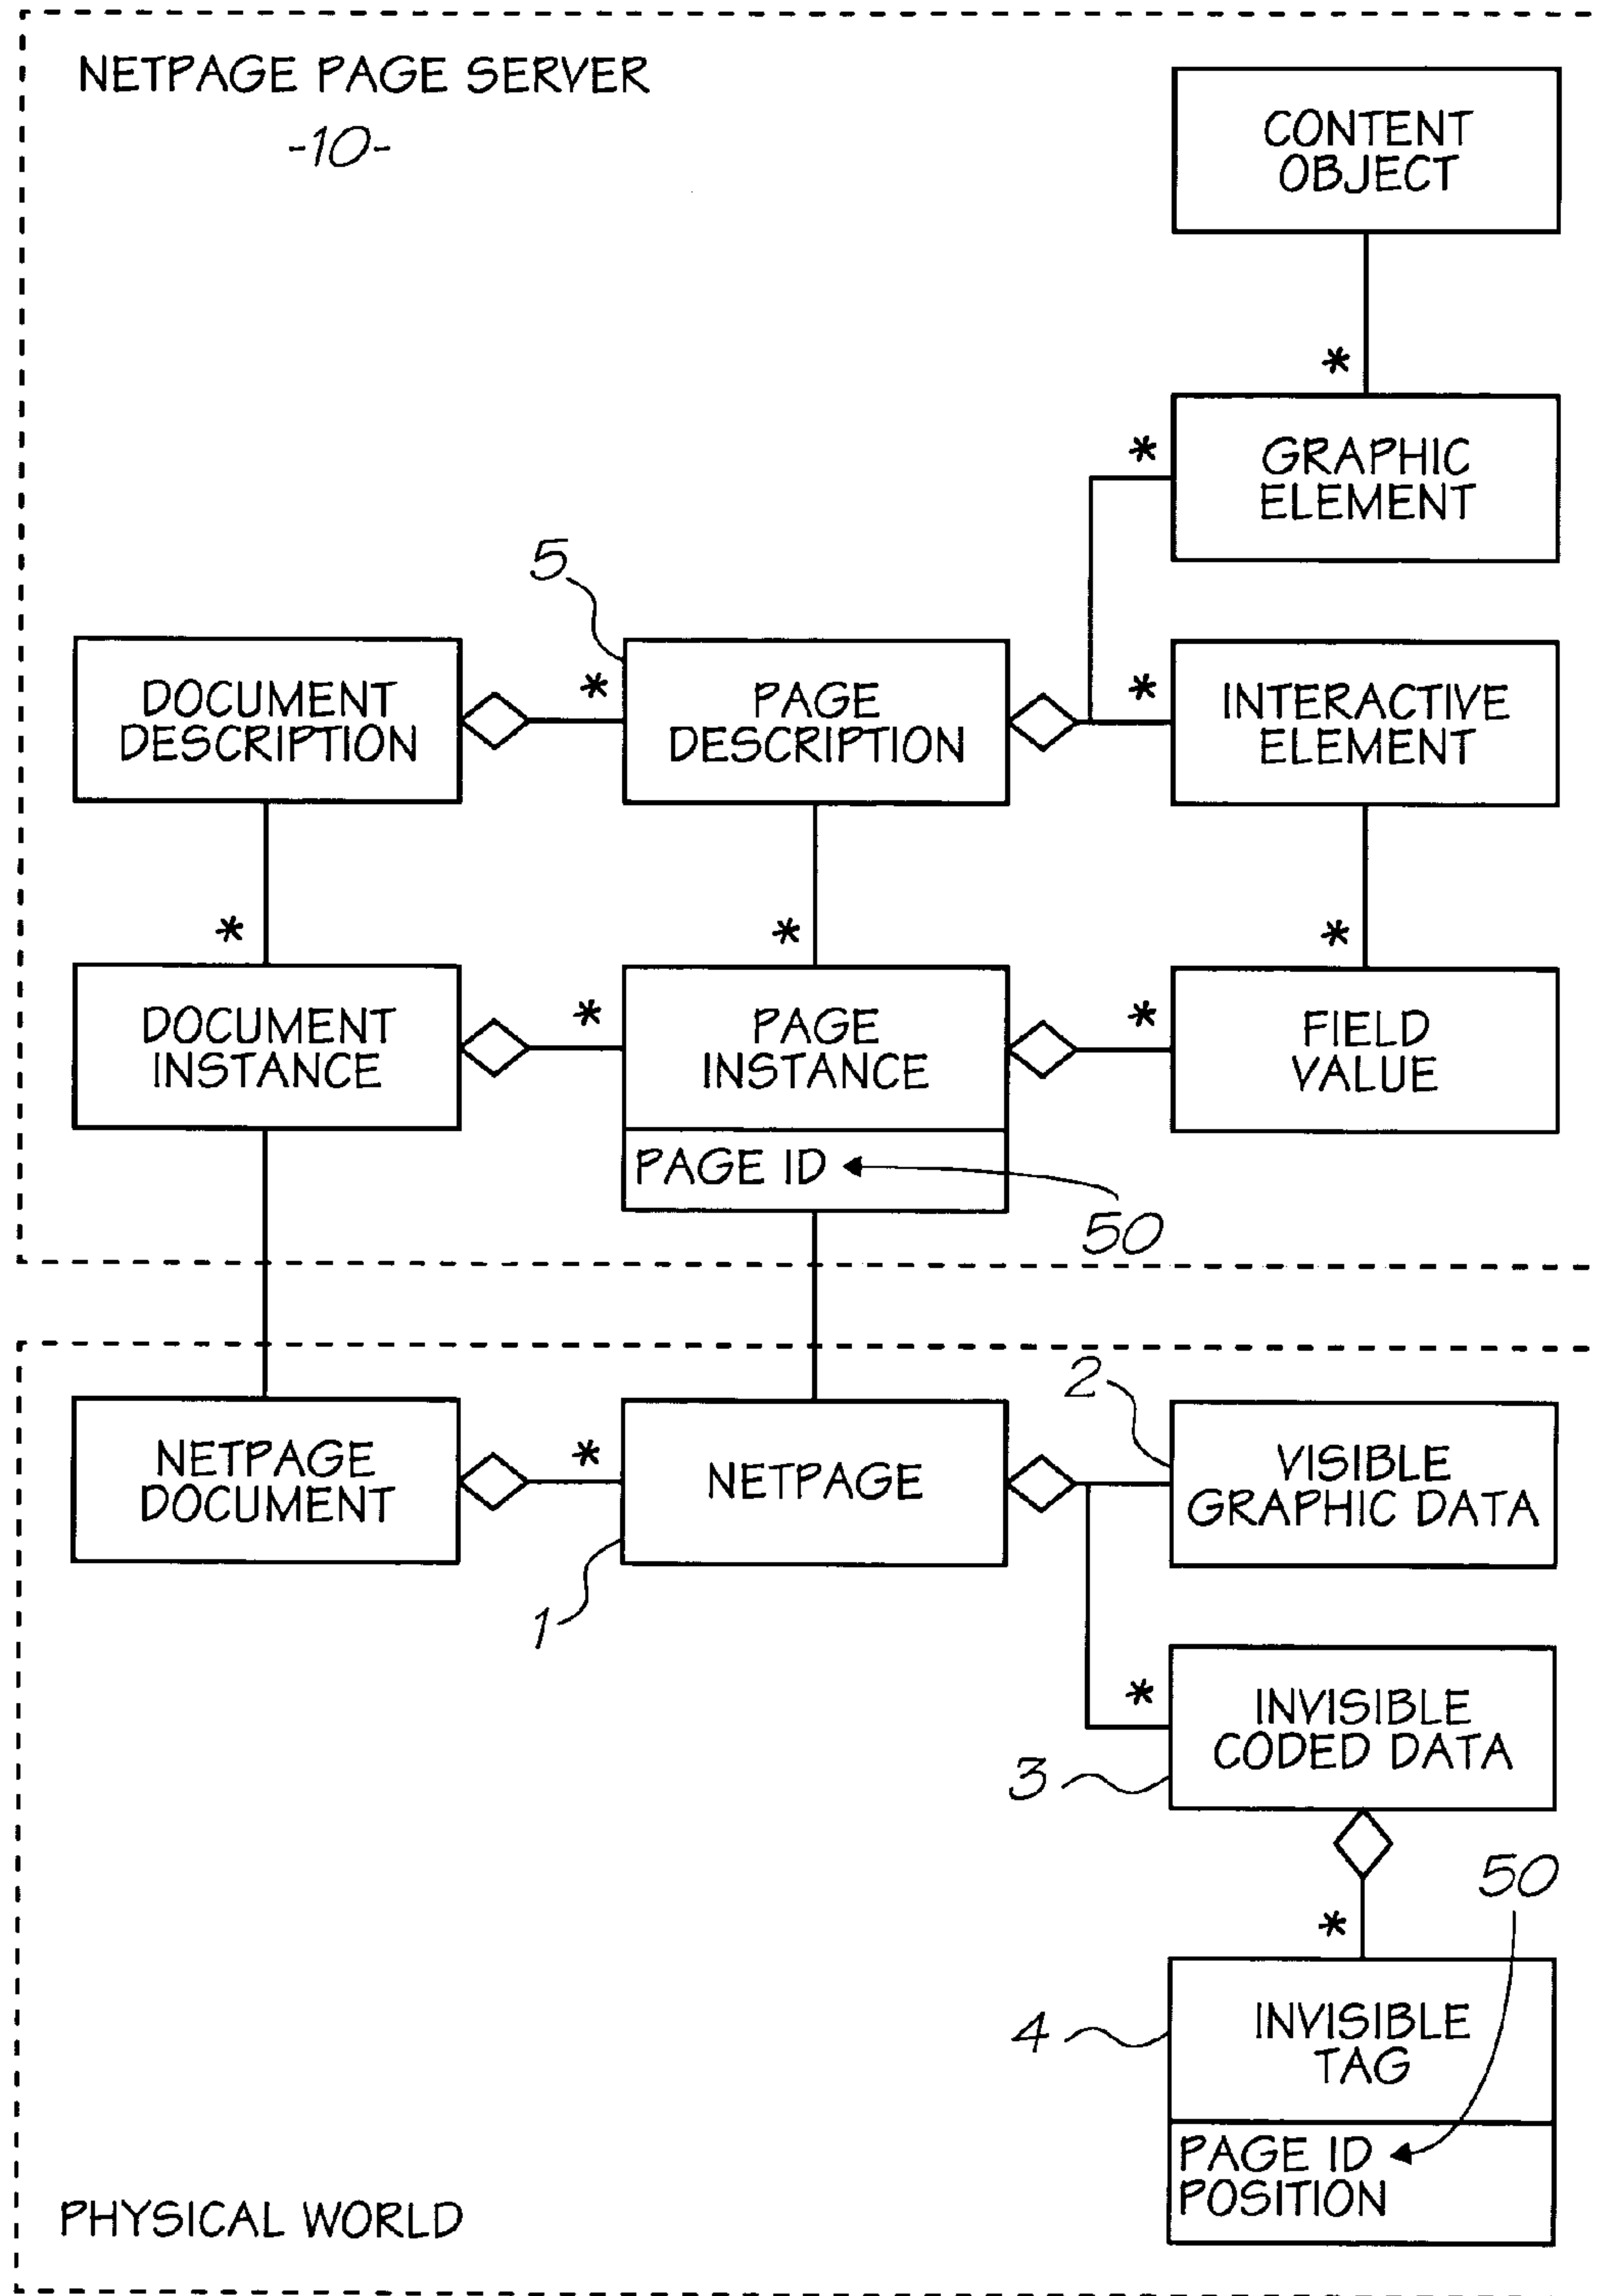 NETPAGE PAGE SERVER
-10-
CONTENT
OBJECT
*
*
GRAPHIC
ELEMENT
5
DOCUMENT
DESCRIPTION
*
PAGE
DESCRIPTION
*
INTERACTIVE
ELEMENT
*
*
*
DOCUMENT
INSTANCE
*
PAGE
INSTANCE
*
FIELD
VALUE
PAGE ID
50
2
NETPAGE
DOCUMENT
*
NETPAGE
VISIBLE
GRAPHIC DATA
1
*
INVISIBLE
CODED DATA
3
50
*
4
INVISIBLE
TAG
PAGE ID
POSITION
PHYSICAL WORLD